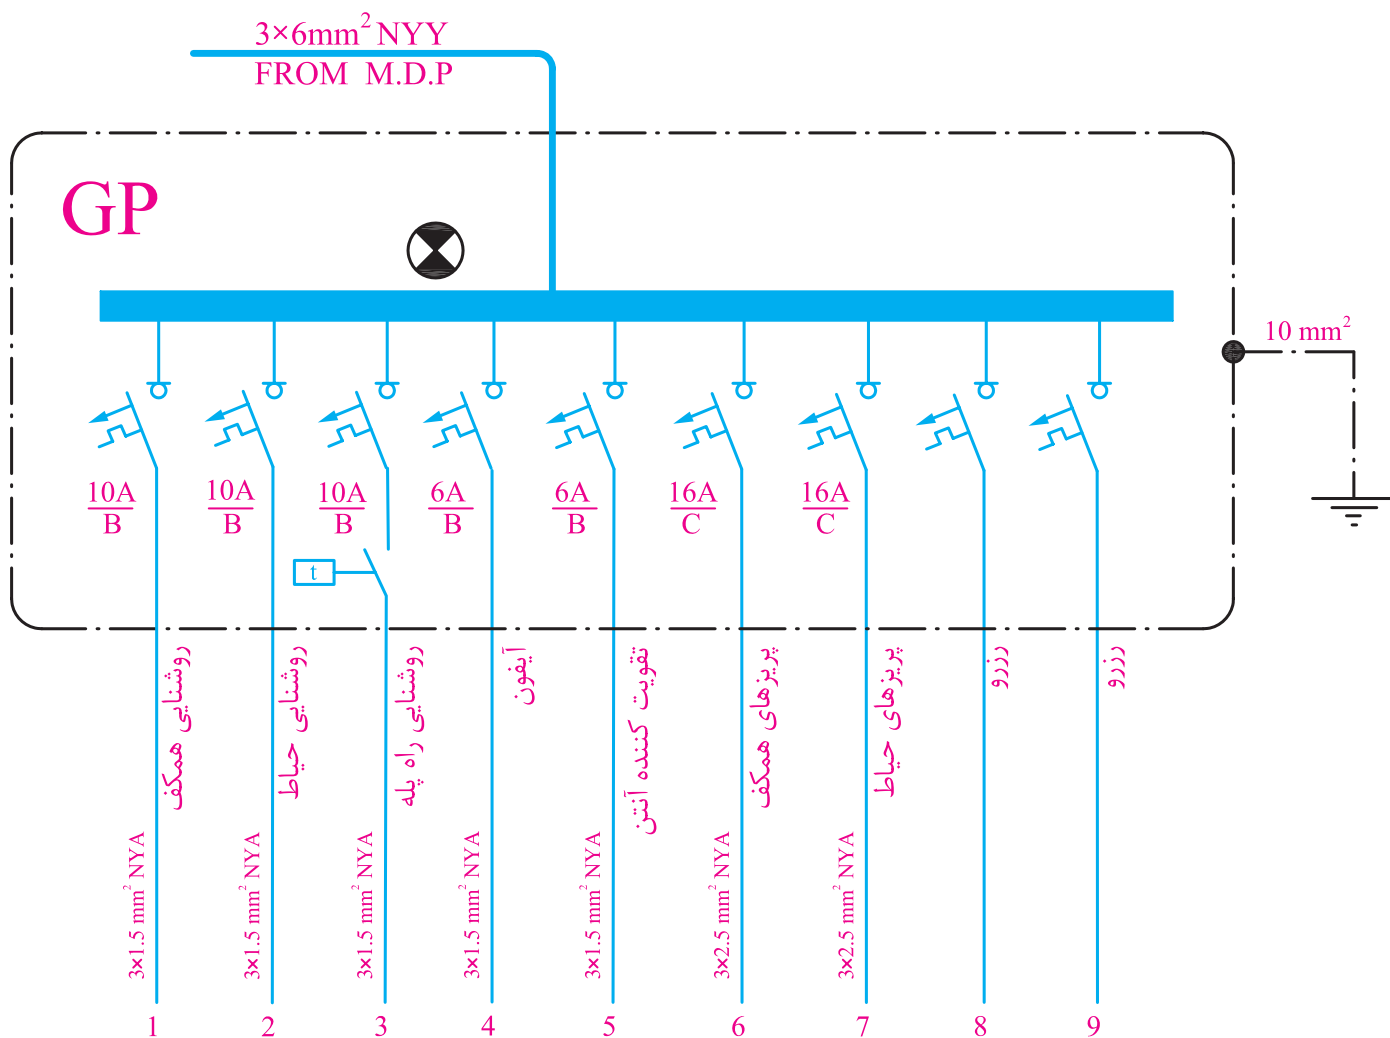 3×6mm² NYY
FROM M.D.P
GP
10 mm²
10A
B
10A
B
10A
B
6A
B
6A
B
16A
C
16A
C
t
روشنایی همکف
روشنایی حیاط
روشنایی راه پله
آیفون
تقویت کننده آنتن
پریزهای همکف
پریزهای حیاط
رزرو
رزرو
3×1.5 mm² NYA
3×1.5 mm² NYA
3×1.5 mm² NYA
3×1.5 mm² NYA
3×1.5 mm² NYA
3×2.5 mm² NYA
3×2.5 mm² NYA
1
2
3
4
5
6
7
8
9